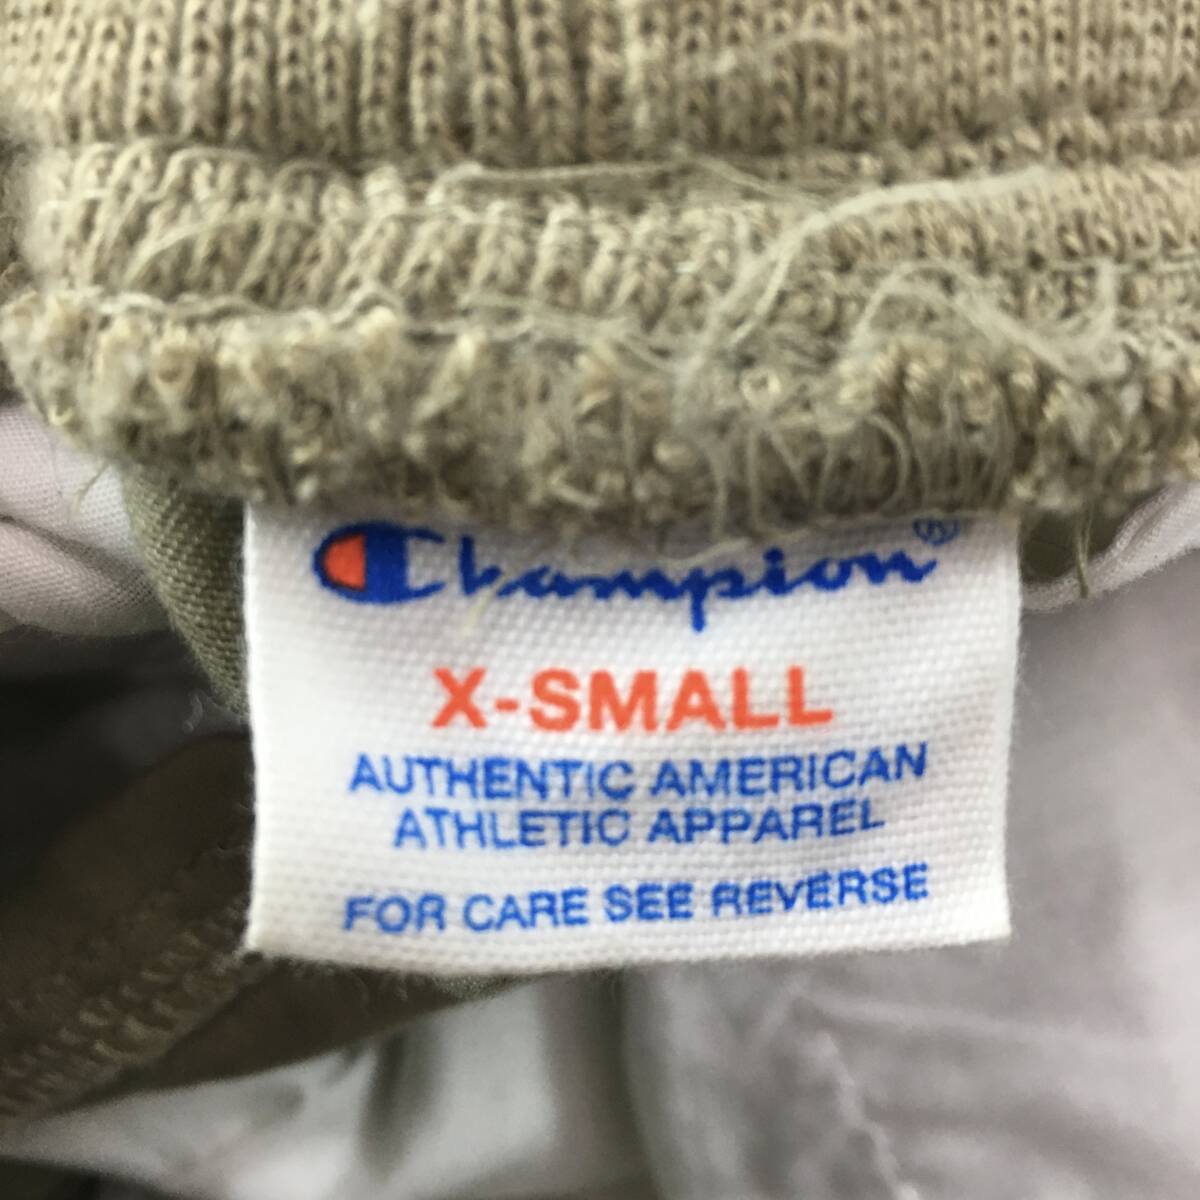 Champion®
X-SMALL
AUTHENTIC AMERICAN
ATHLETIC APPAREL
FOR CARE SEE REVERSE